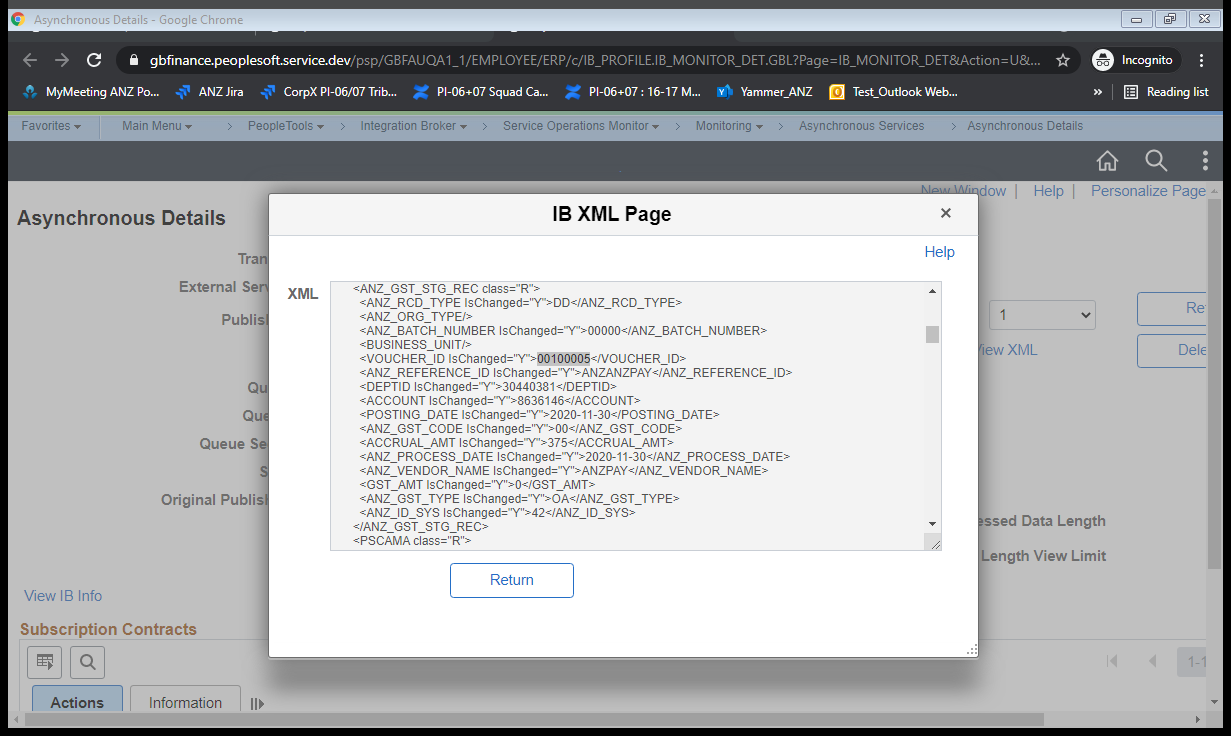 Asynchronous Details - Google Chrome
gbfinance.peoplesoft.service.dev/psp/GBFAUQA1_1/EMPLOYEE/ERP/c/IB_PROFILE.IB_MONITOR_DET.GBL?Page=IB_MONITOR_DET&Action=U&...
Incognito
MyMeeting ANZ Po...
ANZ Jira
CorpX PI-06/07 Trib...
PI-06+07 Squad Ca...
PI-06+07 : 16-17 M...
Yammer_ANZ
Test_Outlook Web...
»
Reading list
Favorites
Main Menu
PeopleTools
Integration Broker
Service Operations Monitor
Monitoring
Asynchronous Services
Asynchronous Details
New Window | Help | Personalize Page
Asynchronous Details
IB XML Page
Help
XML
<ANZ_GST_STG_REC class="R">
<ANZ_RCD_TYPE IsChanged="Y">DD</ANZ_RCD_TYPE>
<ANZ_ORG_TYPE/>
<ANZ_BATCH_NUMBER IsChanged="Y">00000</ANZ_BATCH_NUMBER>
<BUSINESS_UNIT/>
<VOUCHER_ID IsChanged="Y">00100005</VOUCHER_ID>
<ANZ_REFERENCE_ID IsChanged="Y">ANZANZPAY</ANZ_REFERENCE_ID>
<DEPTID IsChanged="Y">30440381</DEPTID>
<ACCOUNT IsChanged="Y">8636146</ACCOUNT>
<POSTING_DATE IsChanged="Y">2020-11-30</POSTING_DATE>
<ANZ_GST_CODE IsChanged="Y">00</ANZ_GST_CODE>
<ACCRUAL_AMT IsChanged="Y">375</ACCRUAL_AMT>
<ANZ_PROCESS_DATE IsChanged="Y">2020-11-30</ANZ_PROCESS_DATE>
<ANZ_VENDOR_NAME IsChanged="Y">ANZPAY</ANZ_VENDOR_NAME>
<GST_AMT IsChanged="Y">0</GST_AMT>
<ANZ_GST_TYPE IsChanged="Y">OA</ANZ_GST_TYPE>
<ANZ_ID_SYS IsChanged="Y">42</ANZ_ID_SYS>
</ANZ_GST_STG_REC>
<PSCAMA class="R">
Return
Tran
External Serv
Publish
Qu
Que
Queue Se
S
Original Publis
1
Re
View XML
Dele
essed Data Length
Length View Limit
View IB Info
Subscription Contracts
1-1
Actions
Information